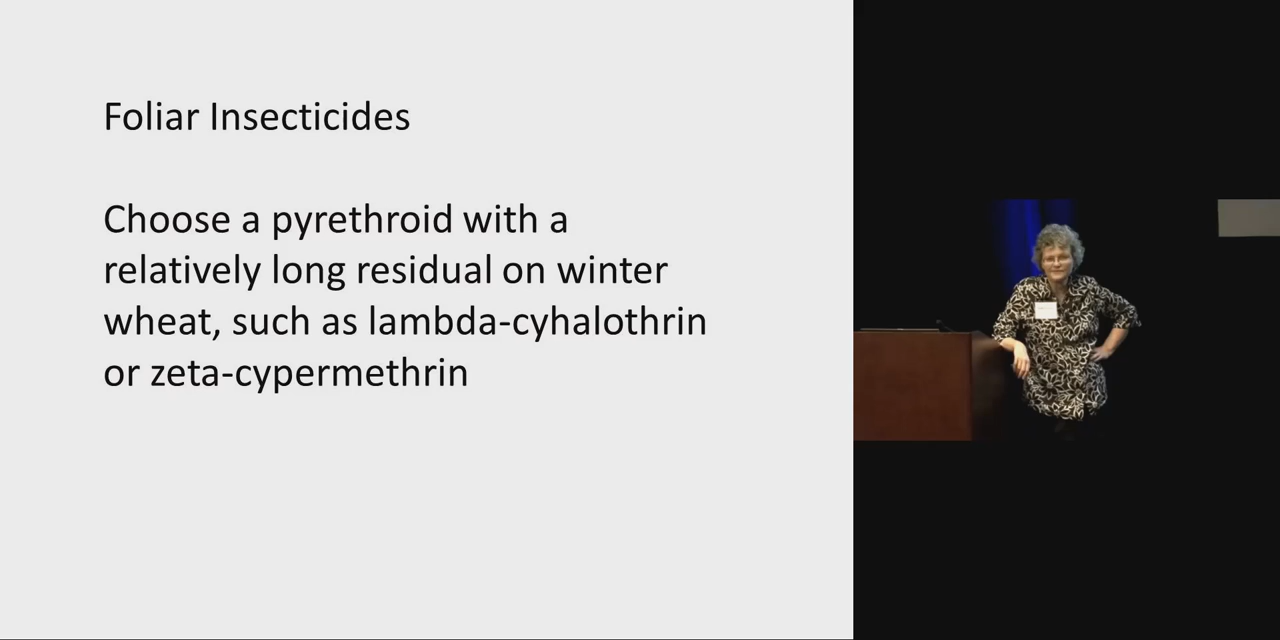 Foliar Insecticides
Choose a pyrethroid with a
relatively long residual on winter
wheat, such as lambda-cyhalothrin
or zeta-cypermethrin